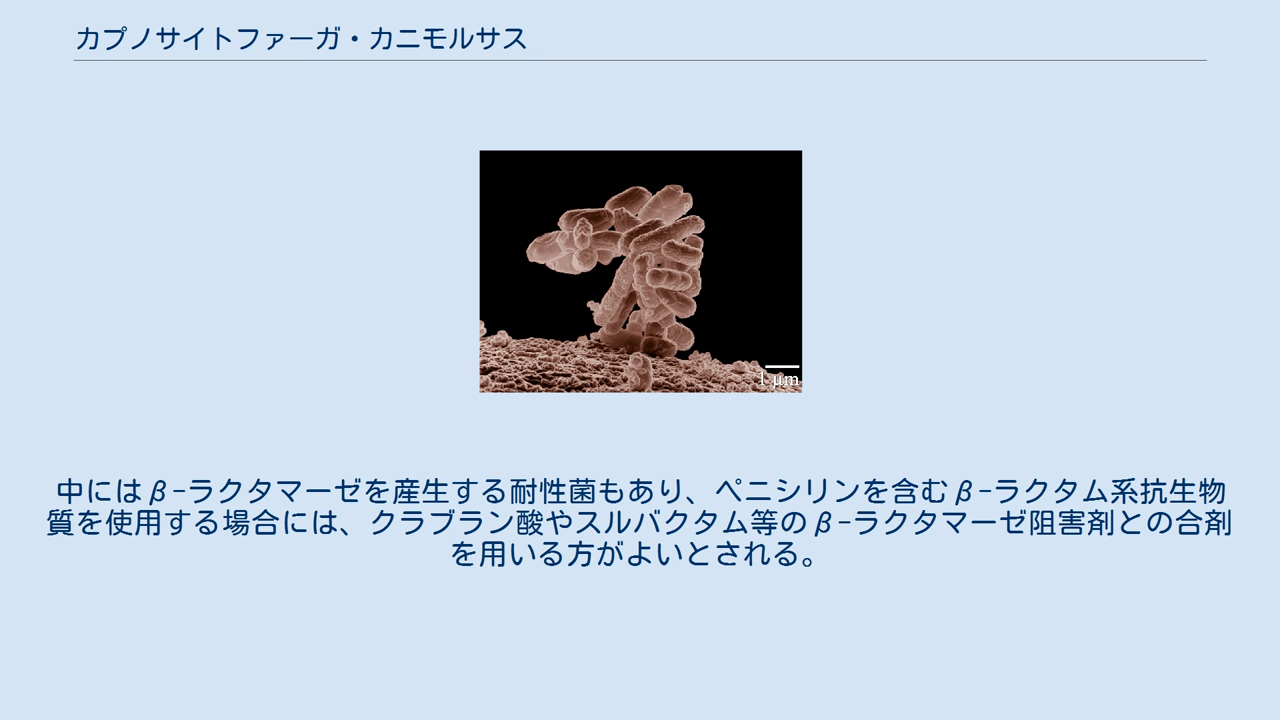 カプノサイトファーガ・カニモルサス
1 μm
中にはβ-ラクタマーゼを産生する耐性菌もあり、ペニシリンを含むβ-ラクタム系抗生物
質を使用する場合には、クラブラン酸やスルバクタム等のβ-ラクタマーゼ阻害剤との合剤
を用いる方がよいとされる。